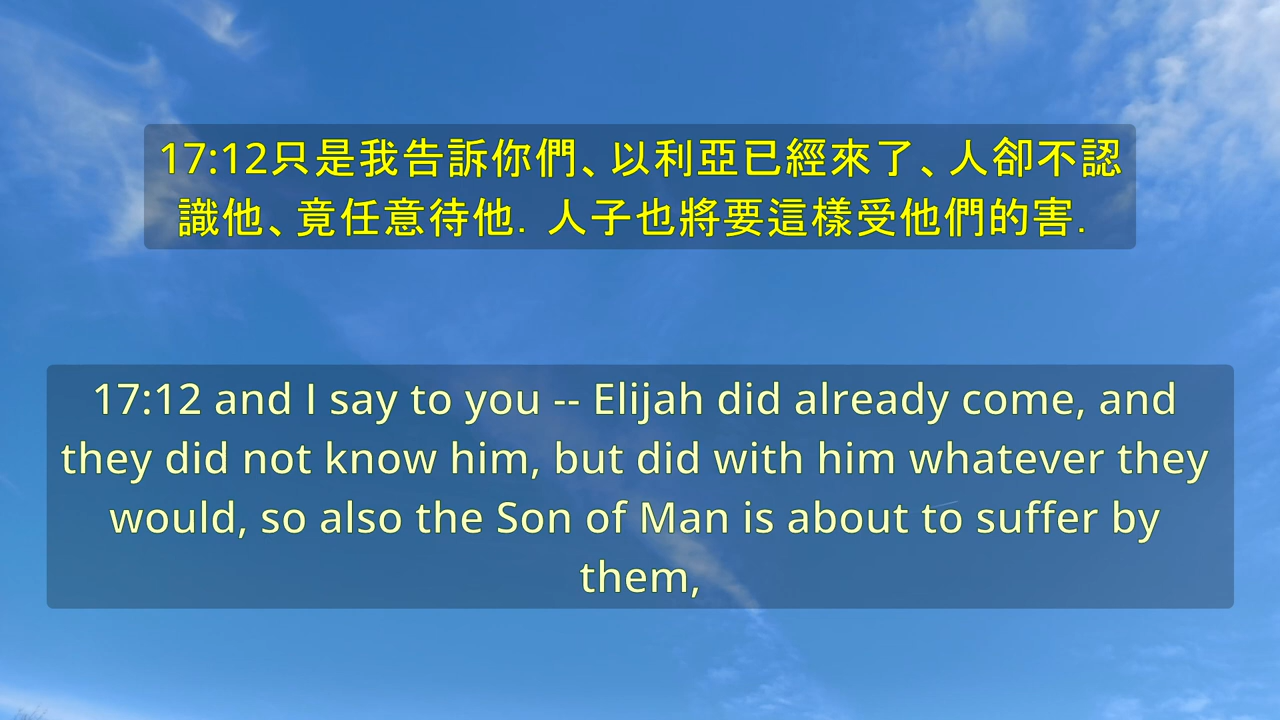 17:12只是我告訴你們、以利亞已經來了、人卻不認
識他、竟任意待他. 人子也將要這樣受他們的害.
17:12 and I say to you -- Elijah did already come, and
they did not know him, but did with him whatever they
would, so also the Son of Man is about to suffer by
them,